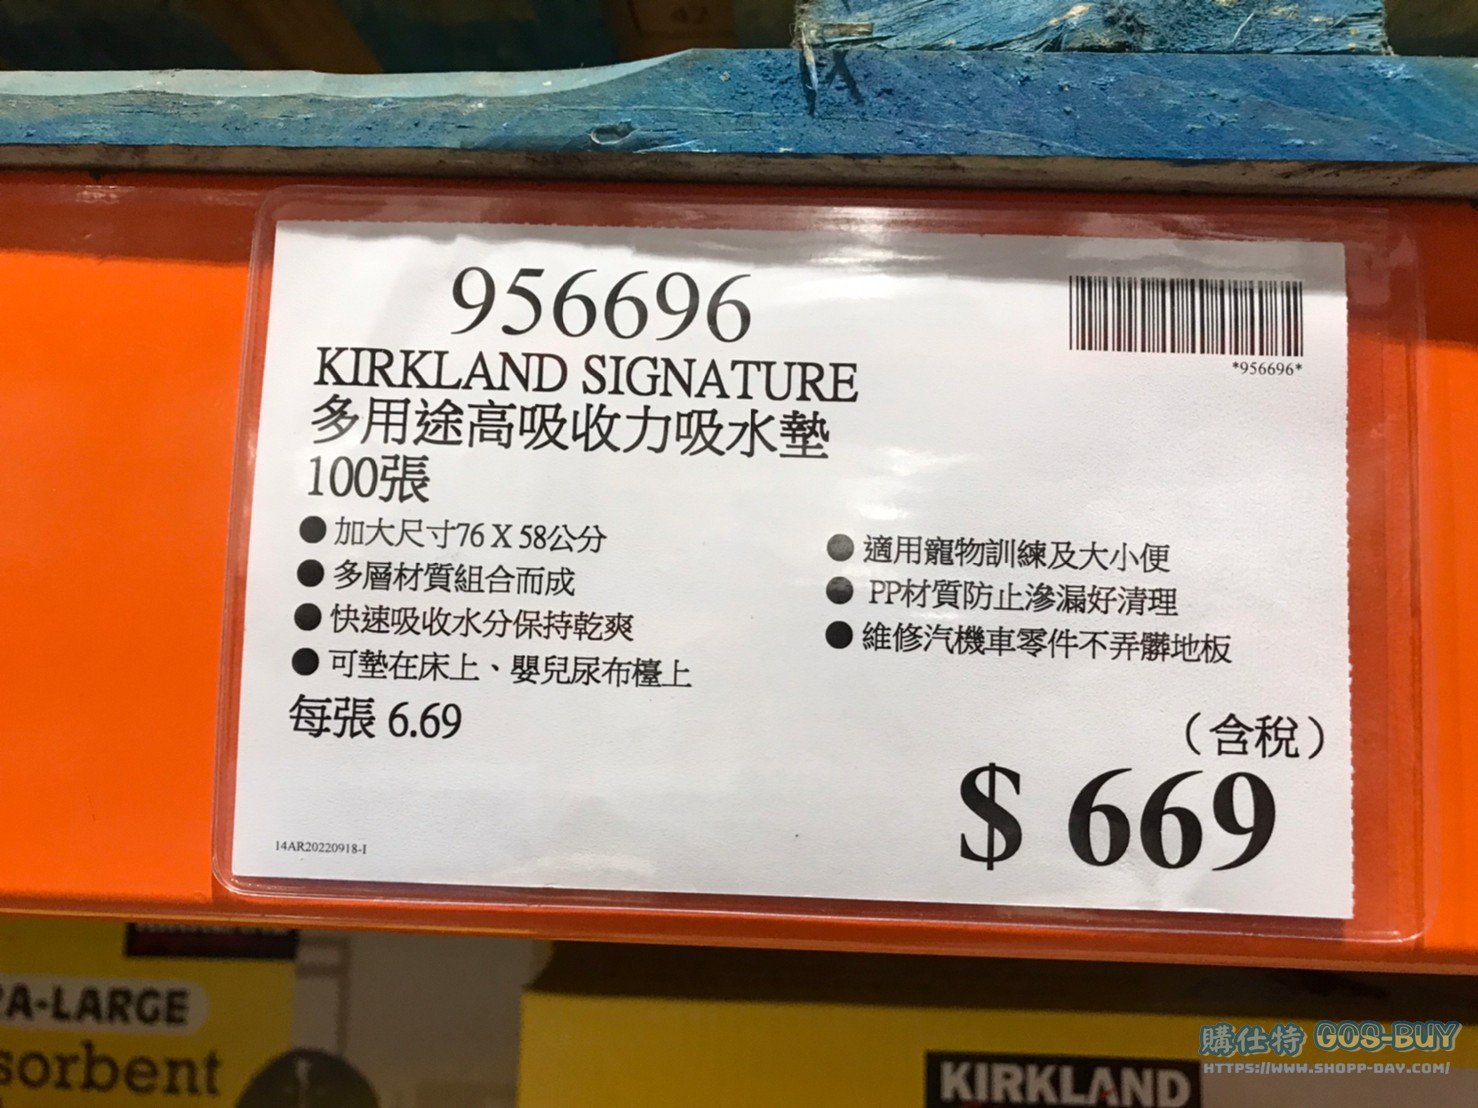 956696
*956696*
KIRKLAND SIGNATURE
多用途高吸收力吸水墊
100張
●加大尺寸76 X 58公分
●多層材質組合而成
●快速吸收水分保持乾爽
●可墊在床上、嬰兒尿布檯上
●適用寵物訓練及大小便
●PP材質防止滲漏好清理
●維修汽機車零件不弄髒地板
每張 6.69
（含稅）
$ 669
14AR20220918-I
KIRKLAND
A-LARGE
sorbent
KIRKLAND
購仕特 GOS-BUY
HTTPS://WWW.SHOPP-DAY.COM/